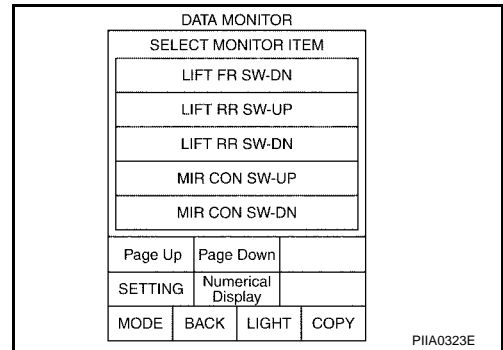 DATA MONITOR
SELECT MONITOR ITEM
LIFT FR SW-DN
LIFT RR SW-UP
LIFT RR SW-DN
MIR CON SW-UP
MIR CON SW-DN
Page Up Page Down
SETTING Numerical
Display
MODE BACK LIGHT COPY
PIIA0323E